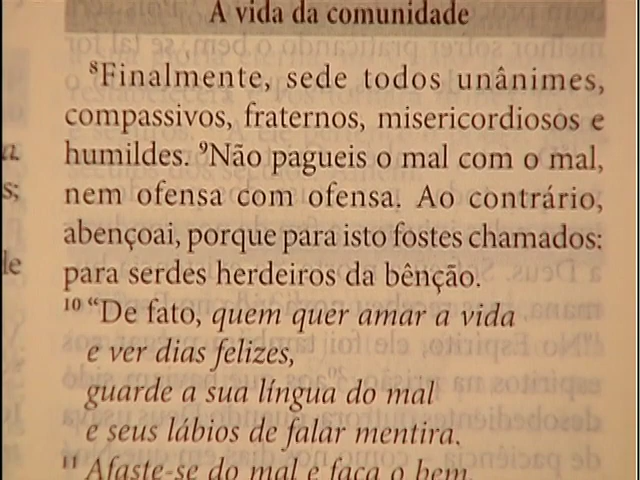 A vida da comunidade
⁸Finalmente, sede todos unânimes,
compassivos, fraternos, misericordiosos e
humildes. ⁹Não pagueis o mal com o mal,
nem ofensa com ofensa. Ao contrário,
abençoai, porque para isto fostes chamados:
para serdes herdeiros da bênção.
¹⁰ “De fato, quem quer amar a vida
e ver dias felizes,
guarde a sua língua do mal
e seus lábios de falar mentira.
¹¹ Afaste-se do mal e faça o bem,